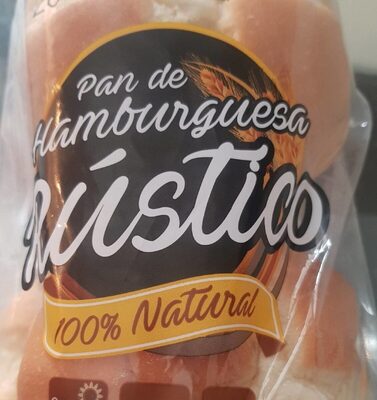 Pan de
Hamburguesa
Rústico
100% Natural